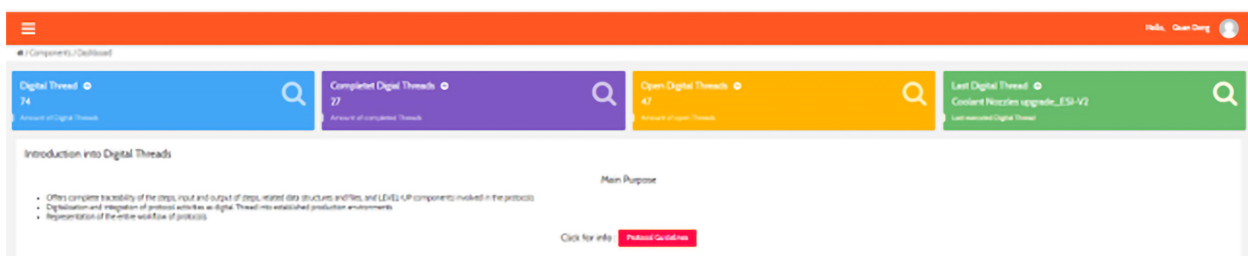 Hello, Quan Deng
/ Components / Dashboard
Digital Thread
74
Amount of Digital Threads
Completet Digial Threads
27
Amount of completed Threads
Open Digital Threads
47
Amount of open Threads
Last Digital Thread
Coolant Nozzles upgrade_ESI-V2
Last executed Digital Thread
Introduction into Digital Threads
Main Purpose
Offers complete traceability of the steps, input and output of steps, related data structures and files, and LEVEL-UP components involved in the protocols
Digitalisation and integration of protocol activities as digital Thread into established production environments
Representation of the entire workflow of protocols
Click for info :
Protocol Guidelines